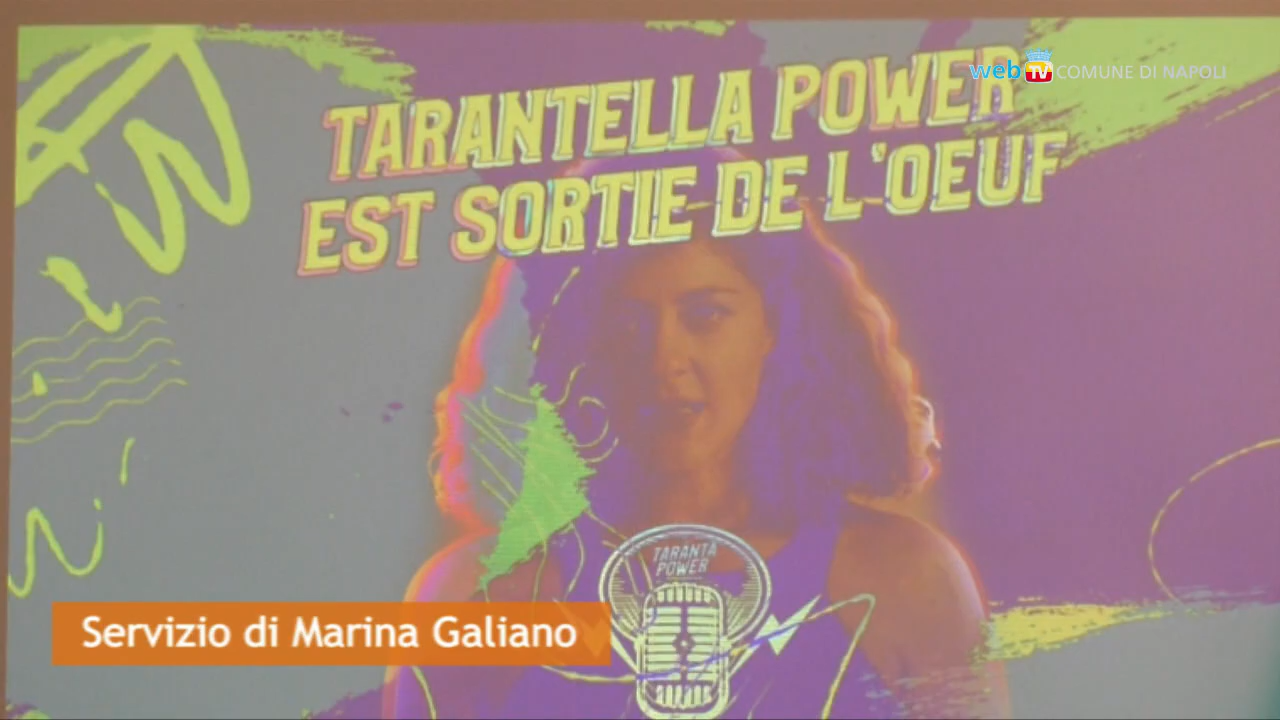 web TV COMUNE DI NAPOLI
TARANTELLA POWER
EST SORTIE DE L'OEUF
TARANTA
POWER
Servizio di Marina Galiano